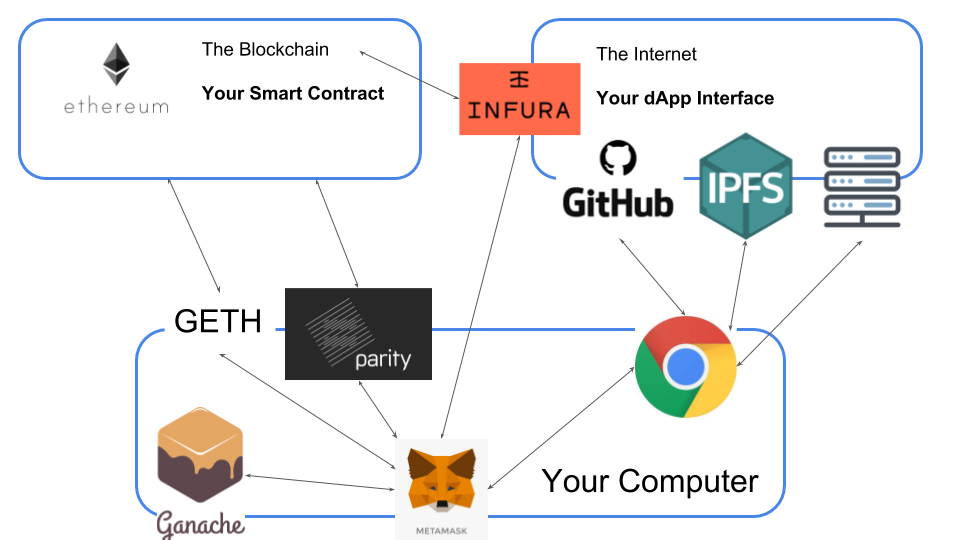 The Blockchain
Your Smart Contract
ethereum
INFURA
The Internet
Your dApp Interface
GitHub
IPFS
GETH
parity
Ganache
METAMASK
Your Computer